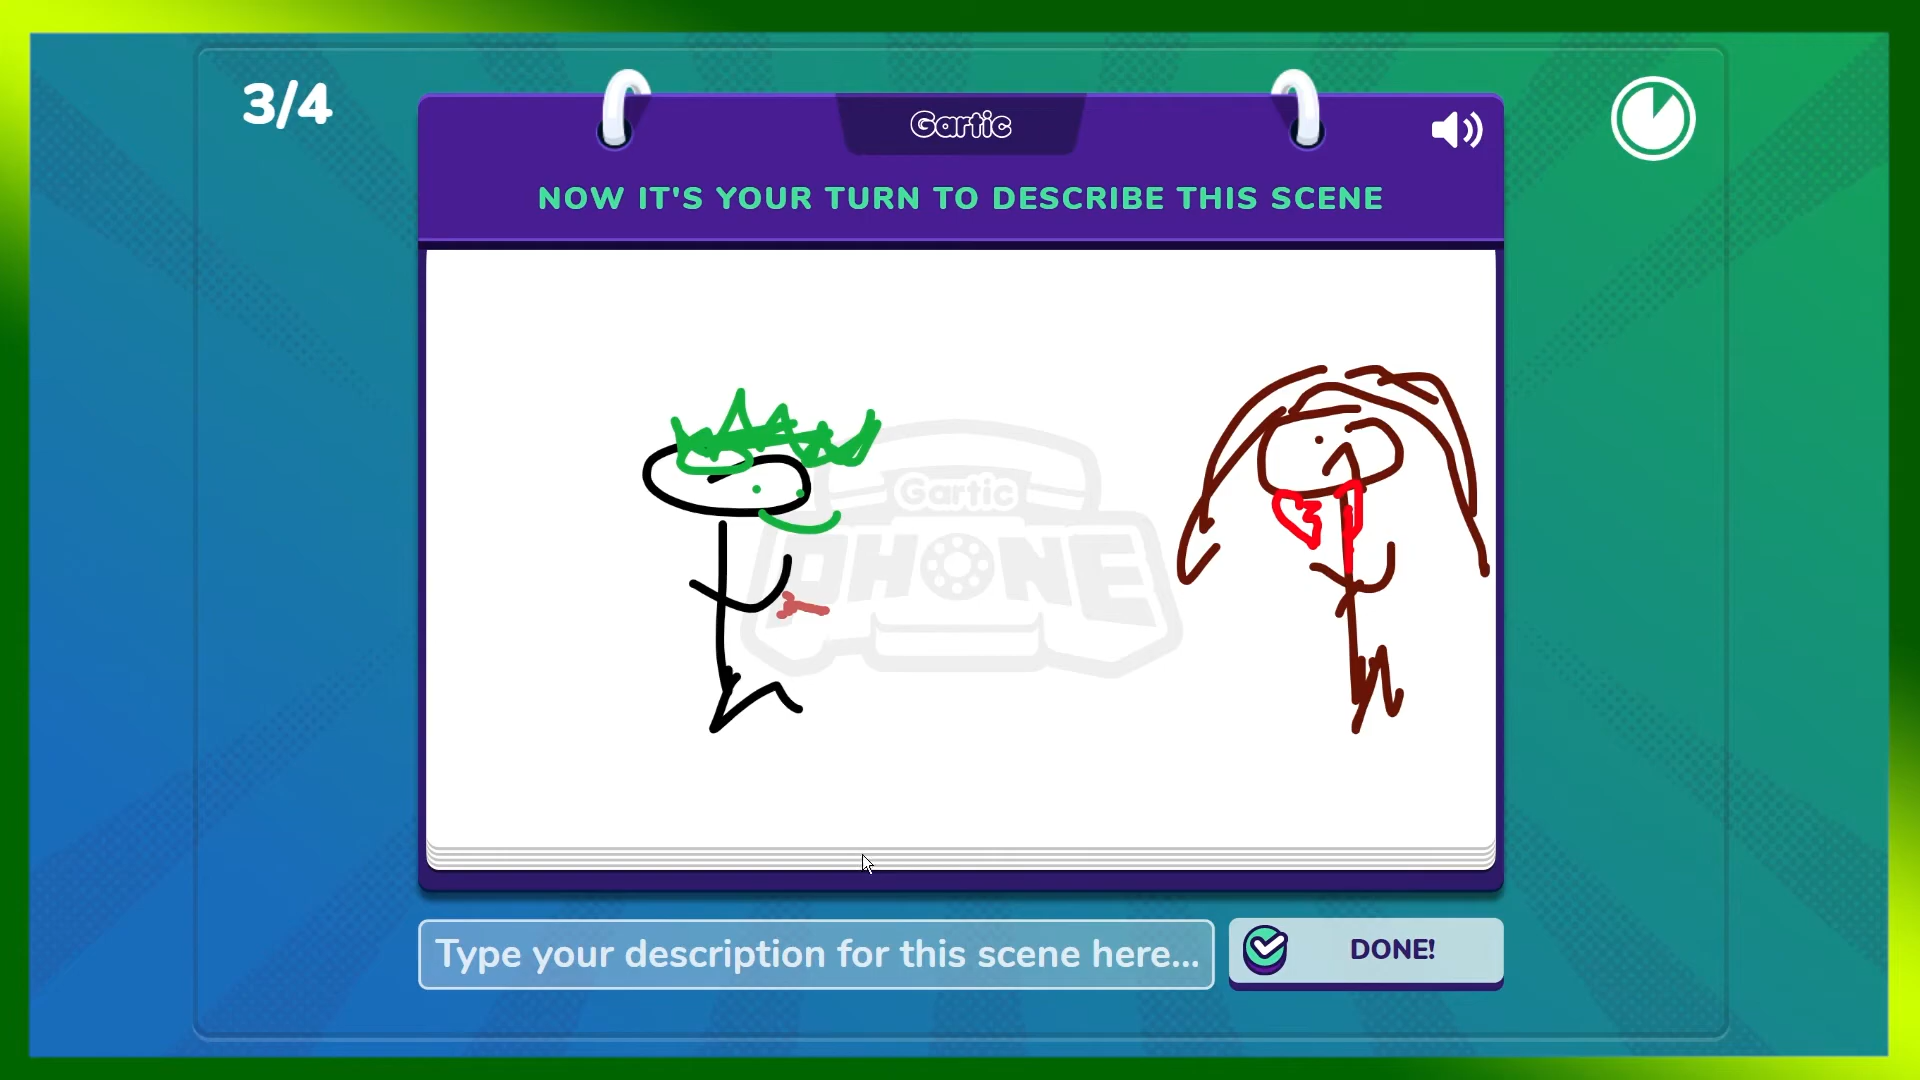 3/4
Gartic
NOW IT'S YOUR TURN TO DESCRIBE THIS SCENE
Gartic
PHONE
Type your description for this scene here...
DONE!